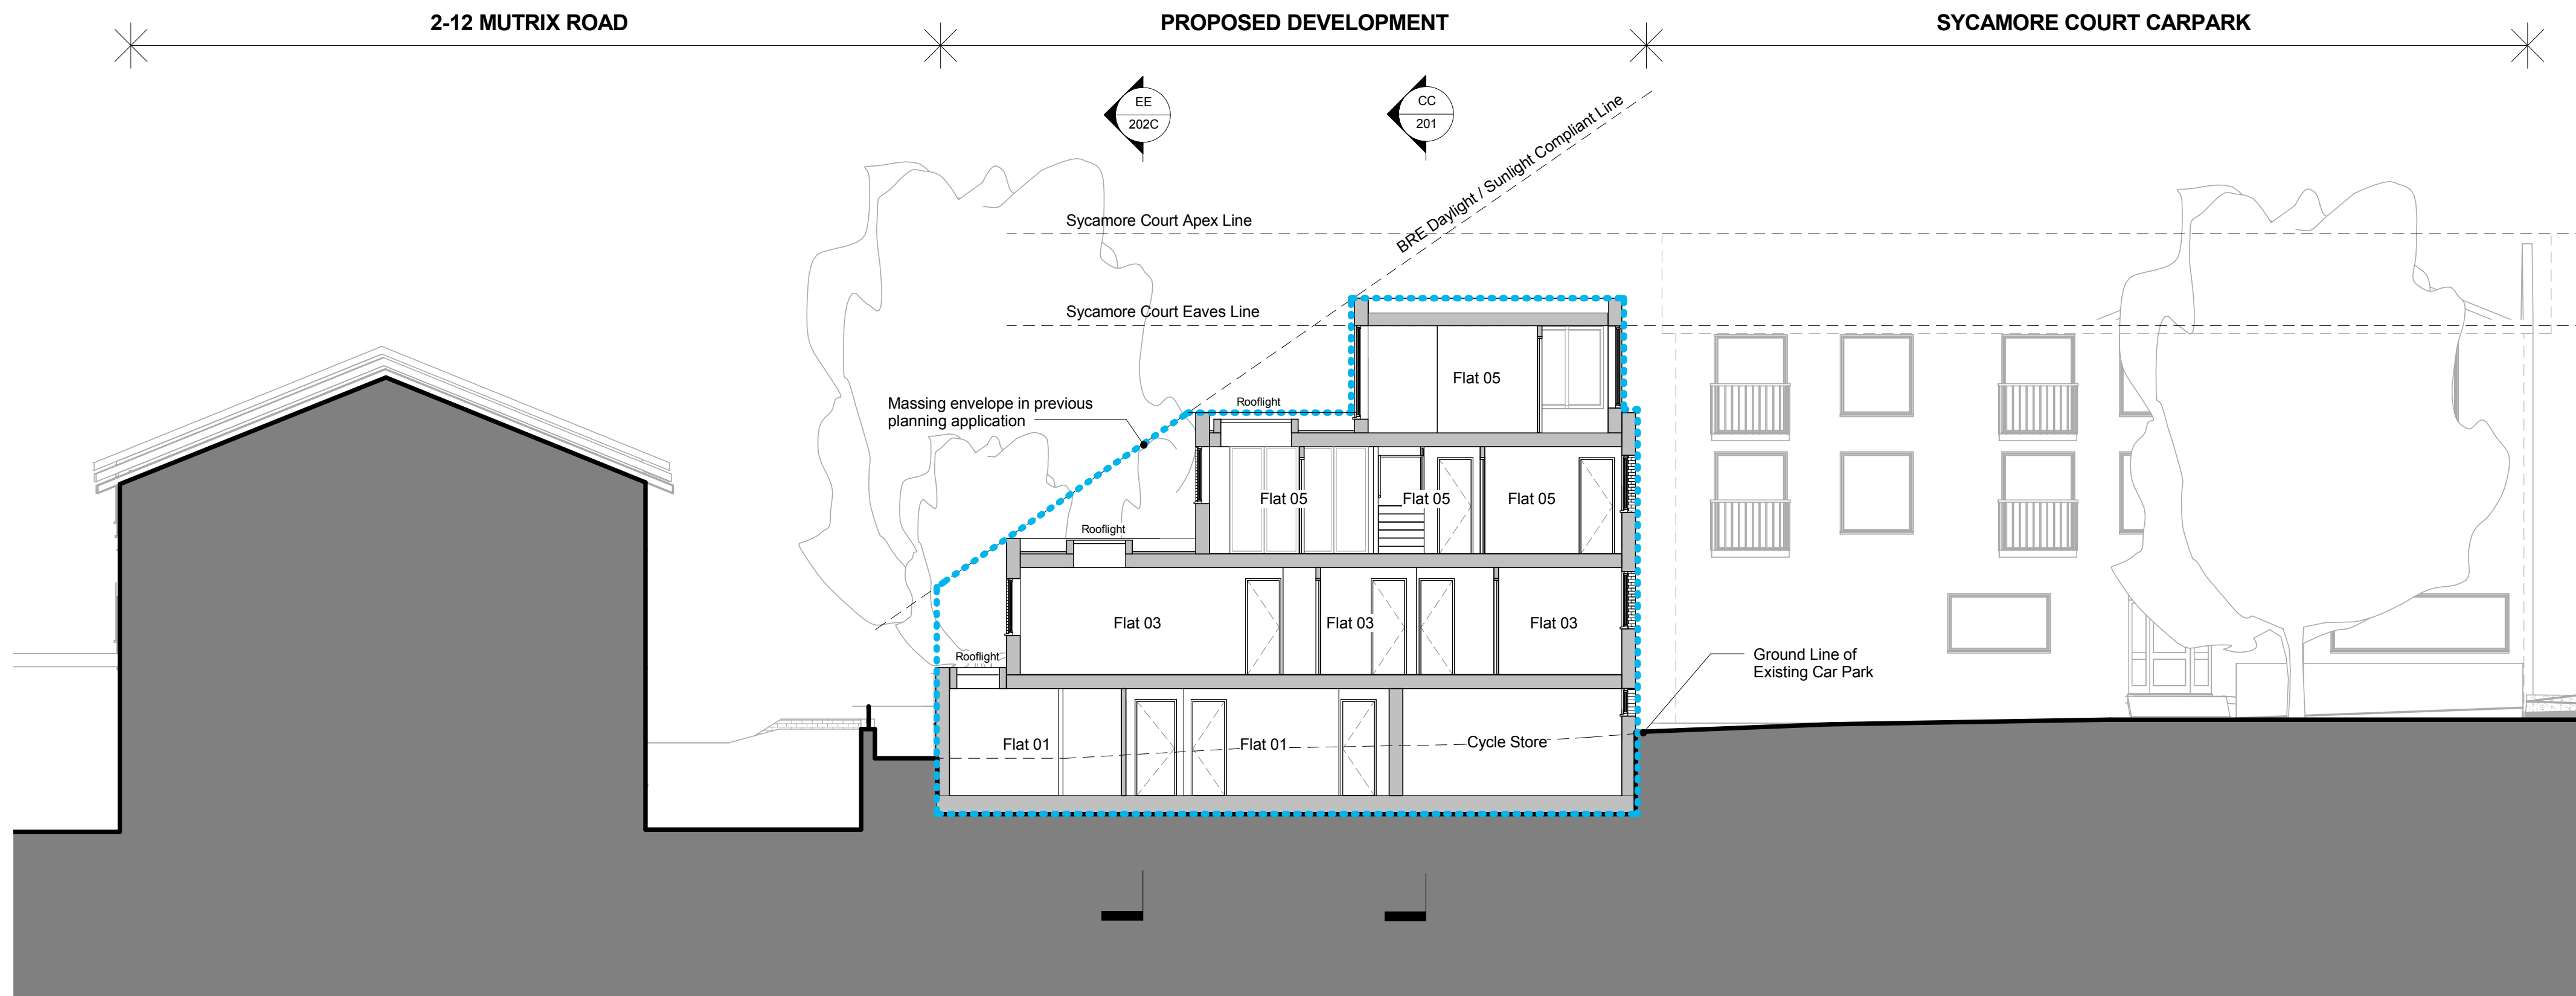 2-12 MUTRIX ROAD
PROPOSED DEVELOPMENT
SYCAMORE COURT CARPARK
EE
202C
CC
201
BRE Daylight / Sunlight Compliant Line
Sycamore Court Apex Line
Sycamore Court Eaves Line
Flat 05
Massing envelope in previous
planning application
Rooflight
Flat 05
Flat 05
Flat 05
Rooflight
Flat 03
Flat 03
Flat 03
Rooflight
Ground Line of
Existing Car Park
Flat 01
Flat 01
Cycle Store